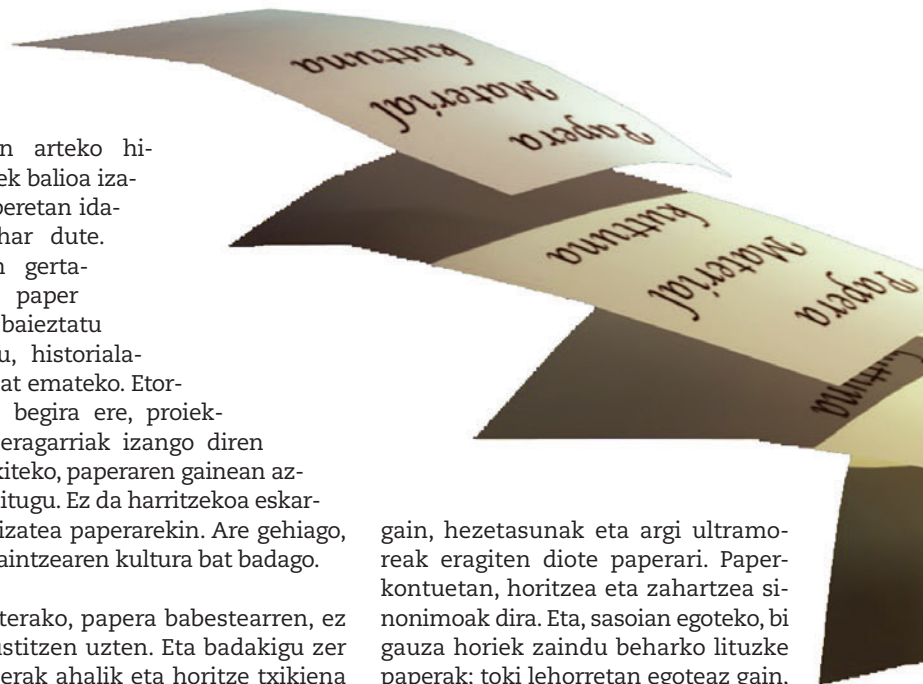 Papera
Material
kuttuna
Papera
Material
kuttuna
kuttuna
n arteko hi-
ek balioa iza-
peretan ida-
har dute.
n gerta-
paper
baieztatu
u, historiala-
at emateko. Etor-
begira ere, proiek-
eragarriak izango diren
kiteko, paperaren gainean az-
itugu. Ez da harritzekoa eskar-
izatea paperarekin. Are gehiago,
aintzearen kultura bat badago.
terako, papera babestearren, ez
ustitzen uzten. Eta badakigu zer
erak ahalik eta horitze txikiena
gain, hezetasunak eta argi ultramo-
reak eragiten diote paperari. Paper-
kontuetan, horitzea eta zahartzea si-
nonimoak dira. Eta, sasoian egoteko, bi
gauza horiek zaindu beharko lituzke
paperak: toki lehorretan egoteaz gain,